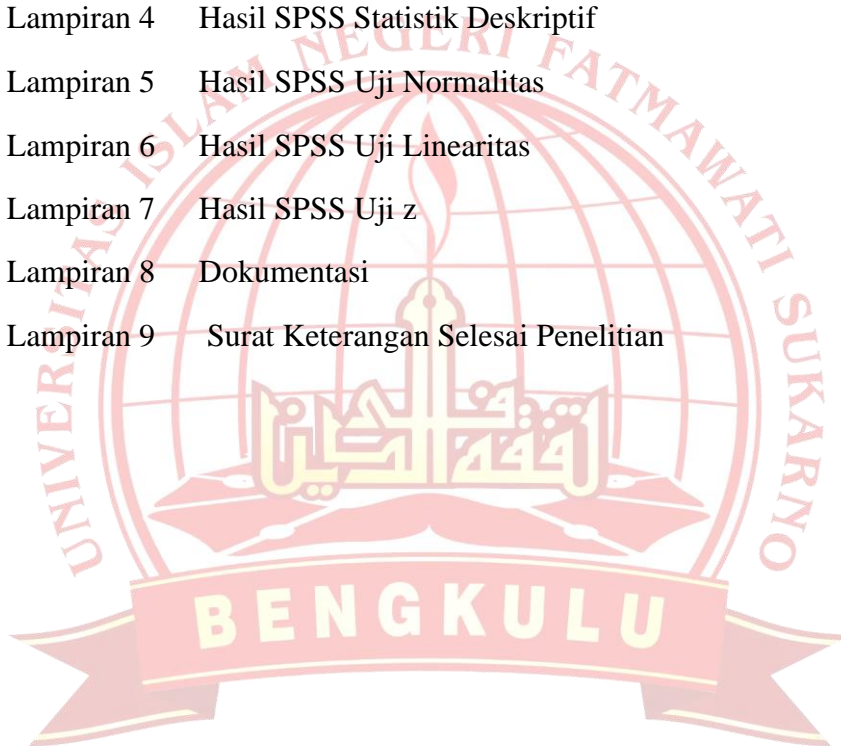 Lampiran 4 Hasil SPSS Statistik Deskriptif
Lampiran 5 Hasil SPSS Uji Normalitas
Lampiran 6 Hasil SPSS Uji Linearitas
Lampiran 7 Hasil SPSS Uji z
Lampiran 8 Dokumentasi
Lampiran 9 Surat Keterangan Selesai Penelitian
UNIVERSITAS ISLAM NEGERI FATMAWATI SUKARNO
BENGKULU